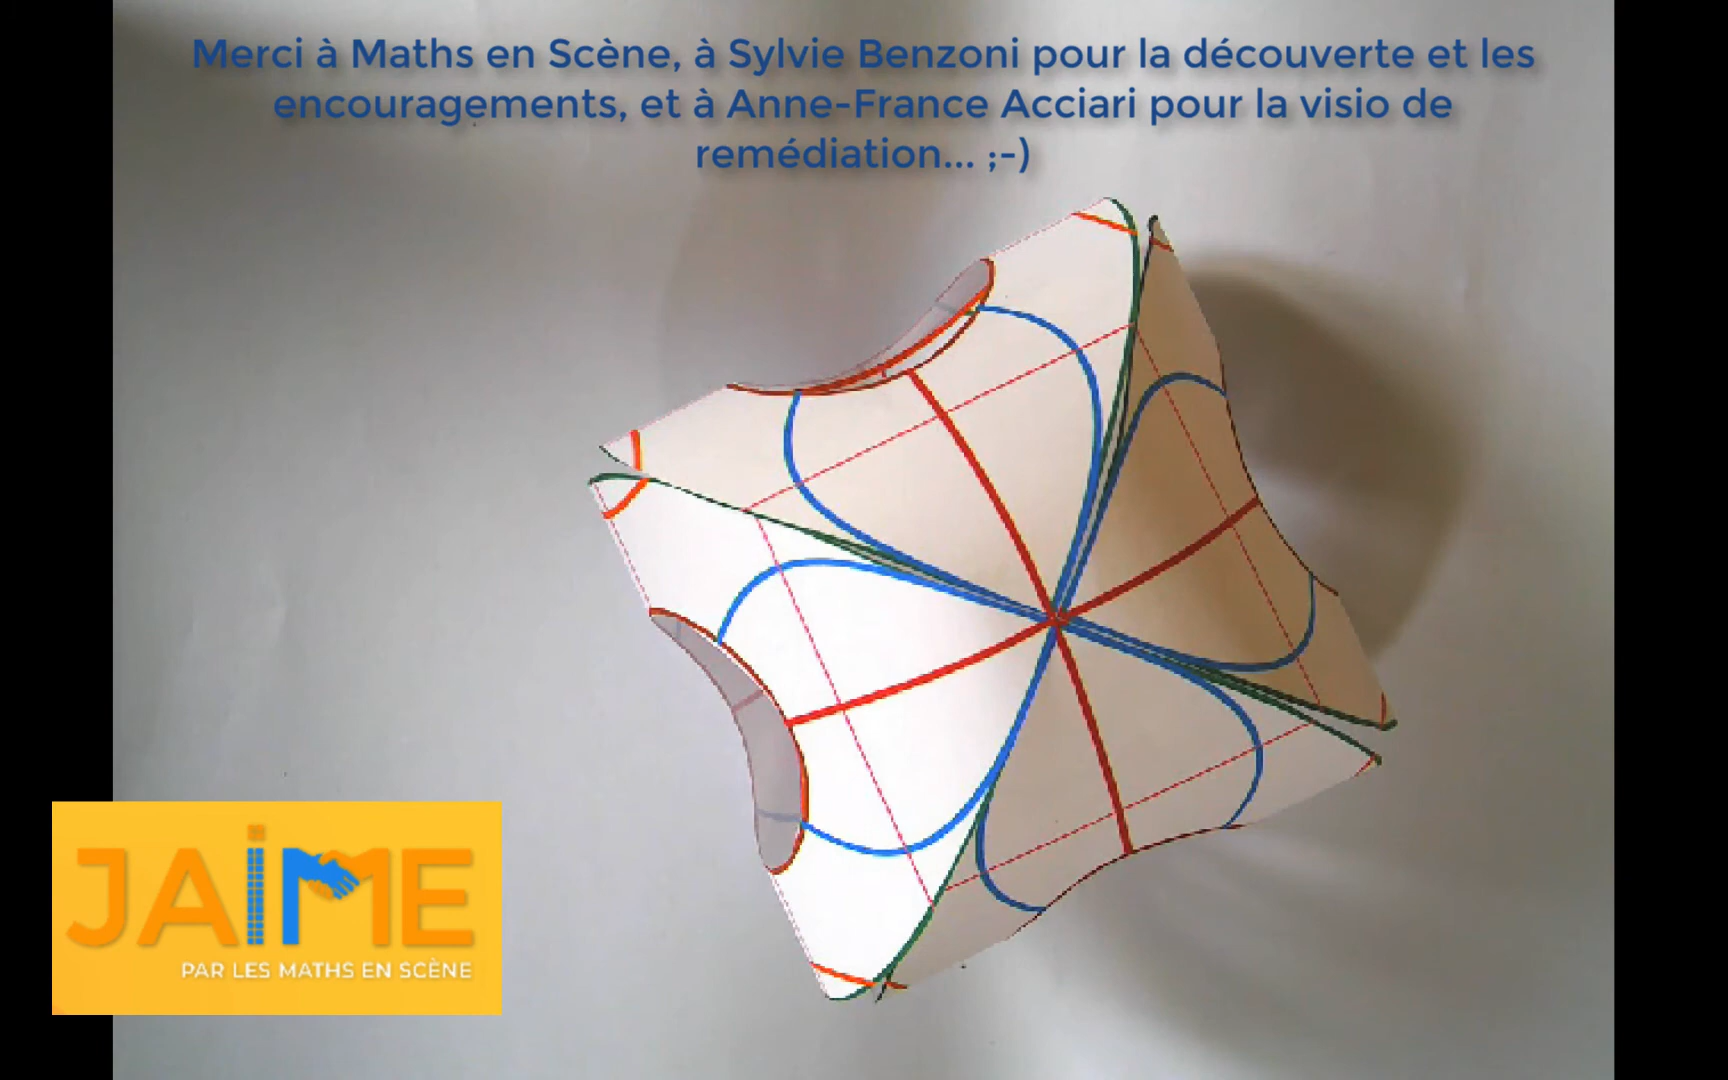 Merci à Maths en Scène, à Sylvie Benzoni pour la découverte et les
encouragements, et à Anne-France Acciari pour la visio de
remédiation... ;-)
JAIME
PAR LES MATHS EN SCÈNE